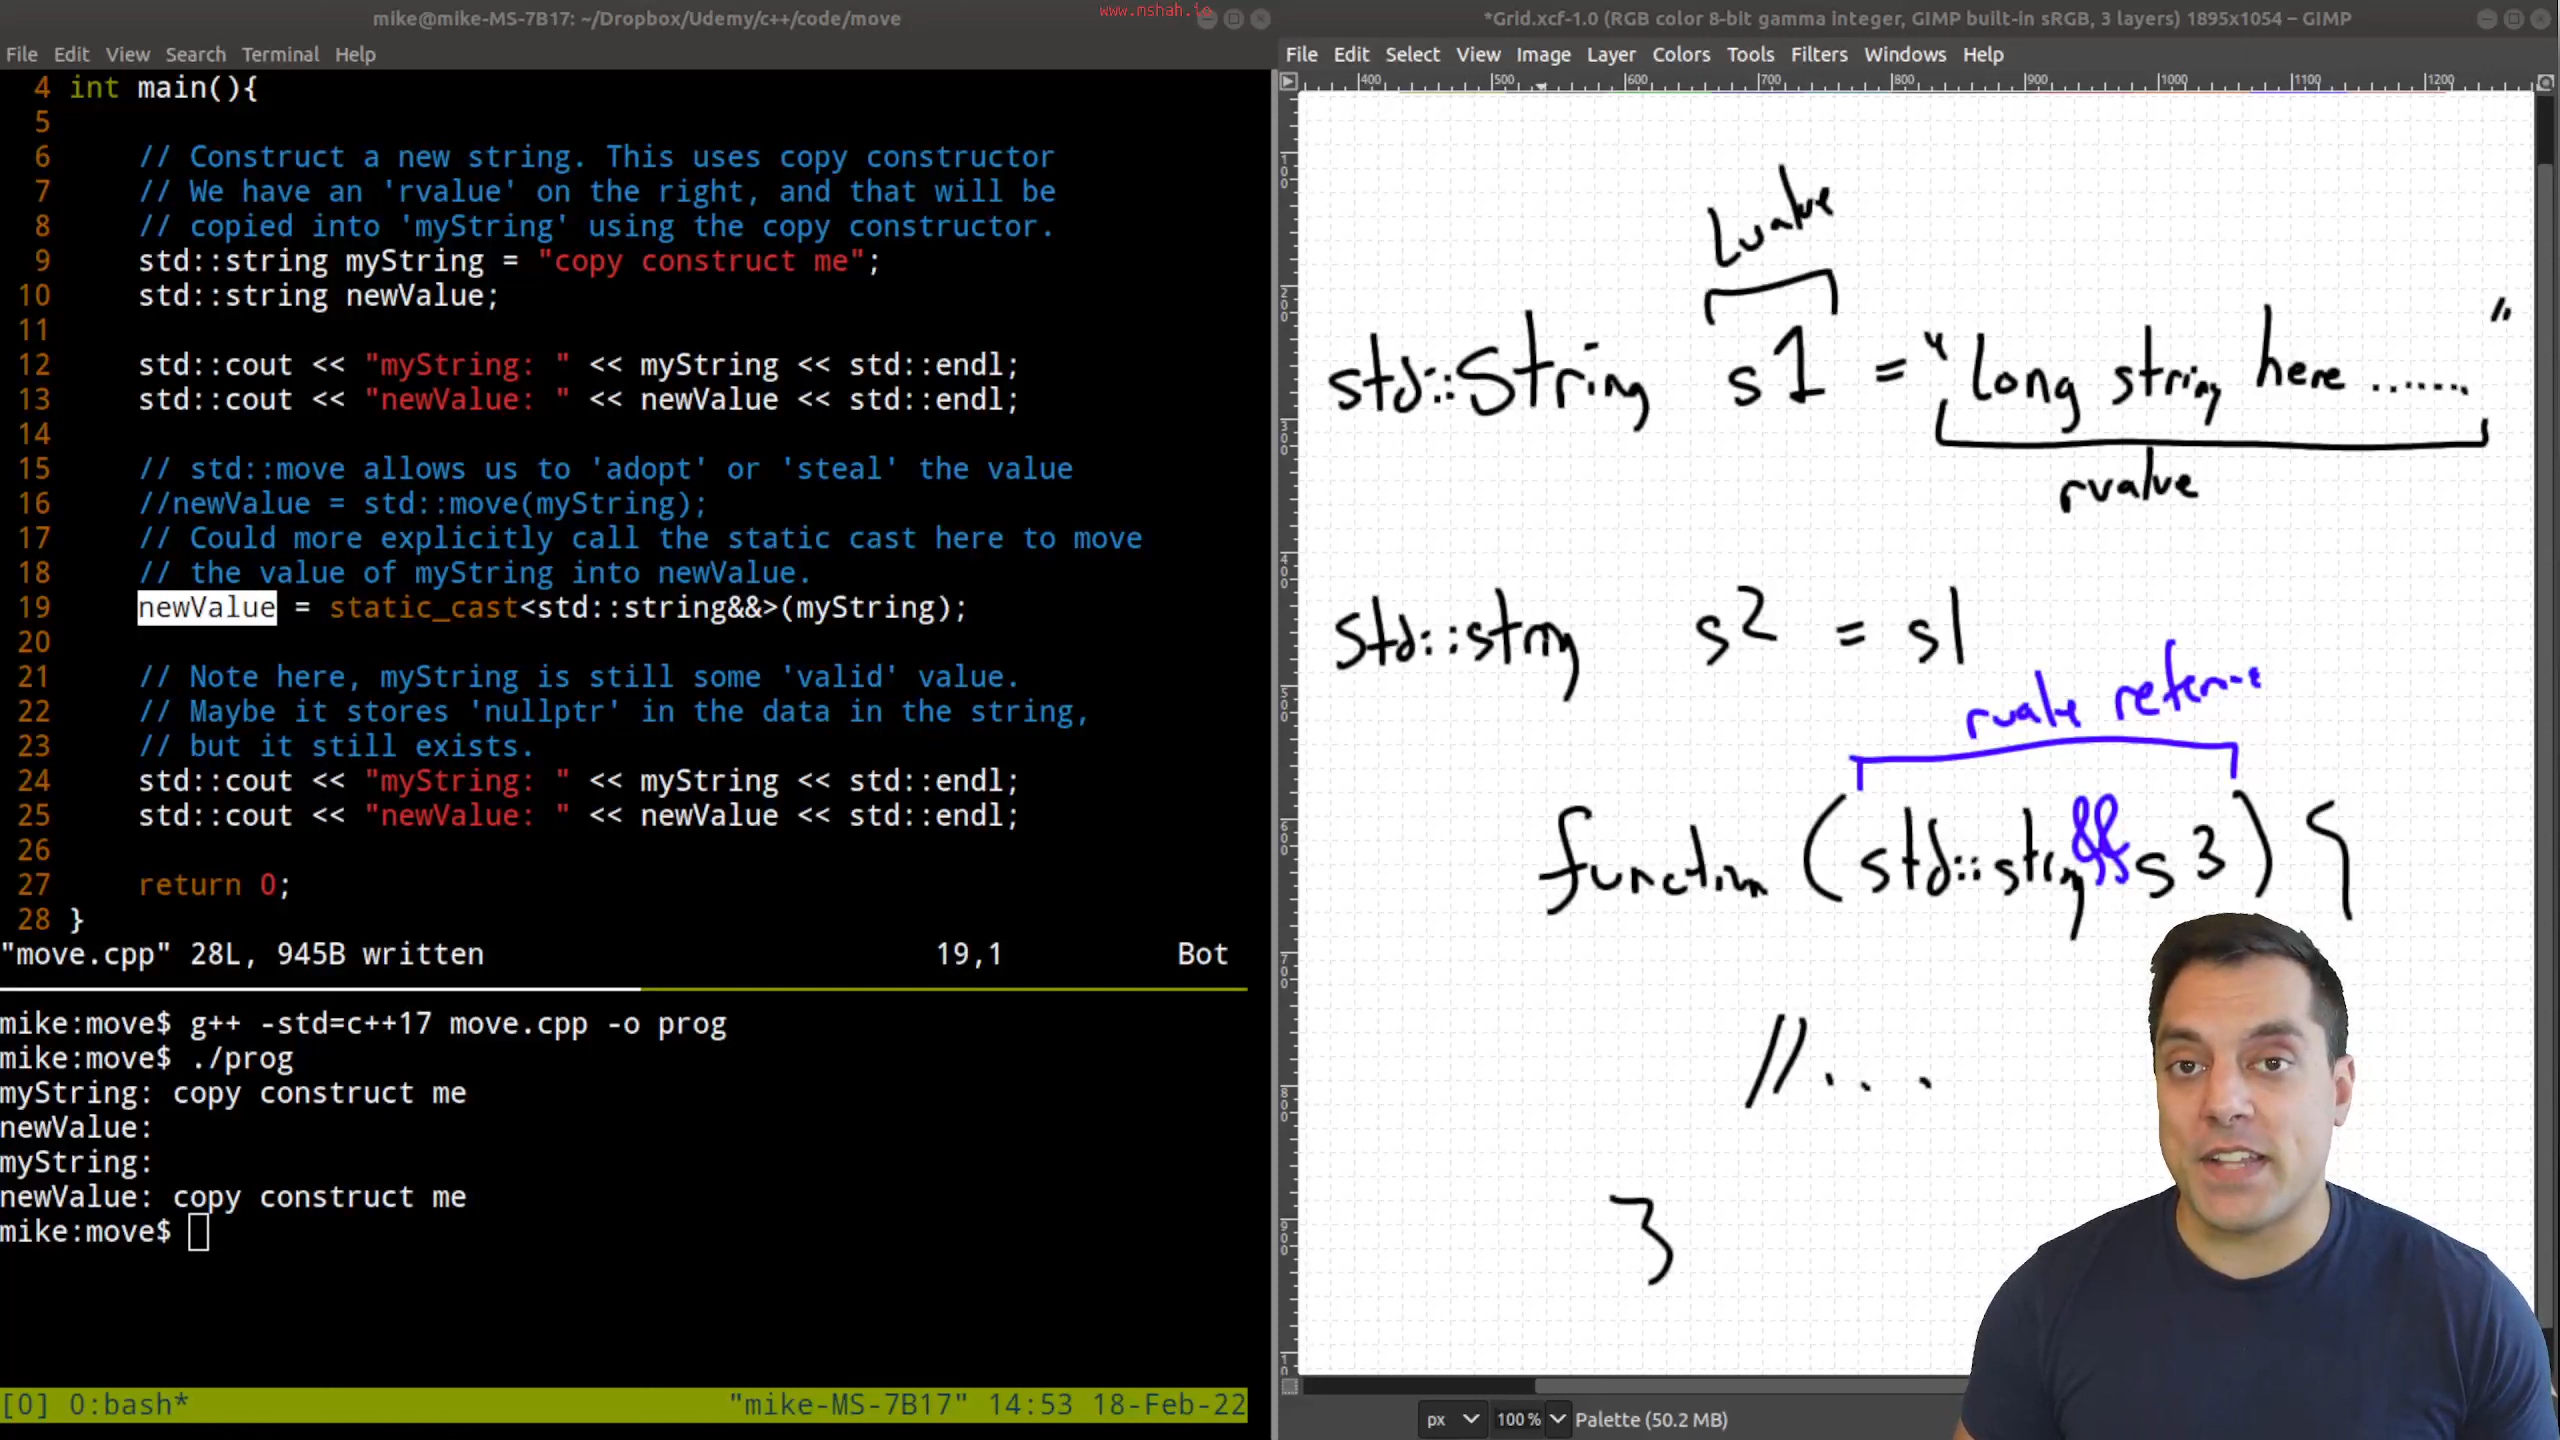 www.mshah.io
mike@mike-MS-7B17: ~/Dropbox/Udemy/c++/code/move
File Edit View Search Terminal Help
4 int main(){
5
6 // Construct a new string. This uses copy constructor
7 // We have an 'rvalue' on the right, and that will be
8 // copied into 'myString' using the copy constructor.
9 std::string myString = "copy construct me";
10 std::string newValue;
11
12 std::cout << "myString: " << myString << std::endl;
13 std::cout << "newValue: " << newValue << std::endl;
14
15 // std::move allows us to 'adopt' or 'steal' the value
16 //newValue = std::move(myString);
17 // Could more explicitly call the static cast here to move
18 // the value of myString into newValue.
19 newValue = static_cast<std::string&&>(myString);
20
21 // Note here, myString is still some 'valid' value.
22 // Maybe it stores 'nullptr' in the data in the string,
23 // but it still exists.
24 std::cout << "myString: " << myString << std::endl;
25 std::cout << "newValue: " << newValue << std::endl;
26
27 return 0;
28 }
"move.cpp" 28L, 945B written 19,1 Bot
mike:move$ g++ -std=c++17 move.cpp -o prog
mike:move$ ./prog
myString: copy construct me
newValue:
myString:
newValue: copy construct me
mike:move$
[0] 0:bash* "mike-MS-7B17" 14:53 18-Feb-22
*Grid.xcf-1.0 (RGB color 8-bit gamma integer, GIMP built-in sRGB, 3 layers) 1895x1054 – GIMP
File Edit Select View Image Layer Colors Tools Filters Windows Help
400 500 600 700 800 900 1000 1100 1200
Lvalue
std::String s1 = "Long string here ......."
rvalue
std::string s2 = s1
rvalue reference
function (std::string&& s3) {
//...
}
px 100 % Palette (50.2 MB)